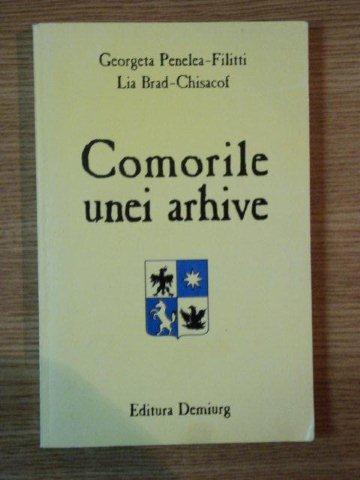 Georgeta Penelea-Filitti
Lia Brad-Chisacof
Comorile
unei arhive
Editura Demiurg